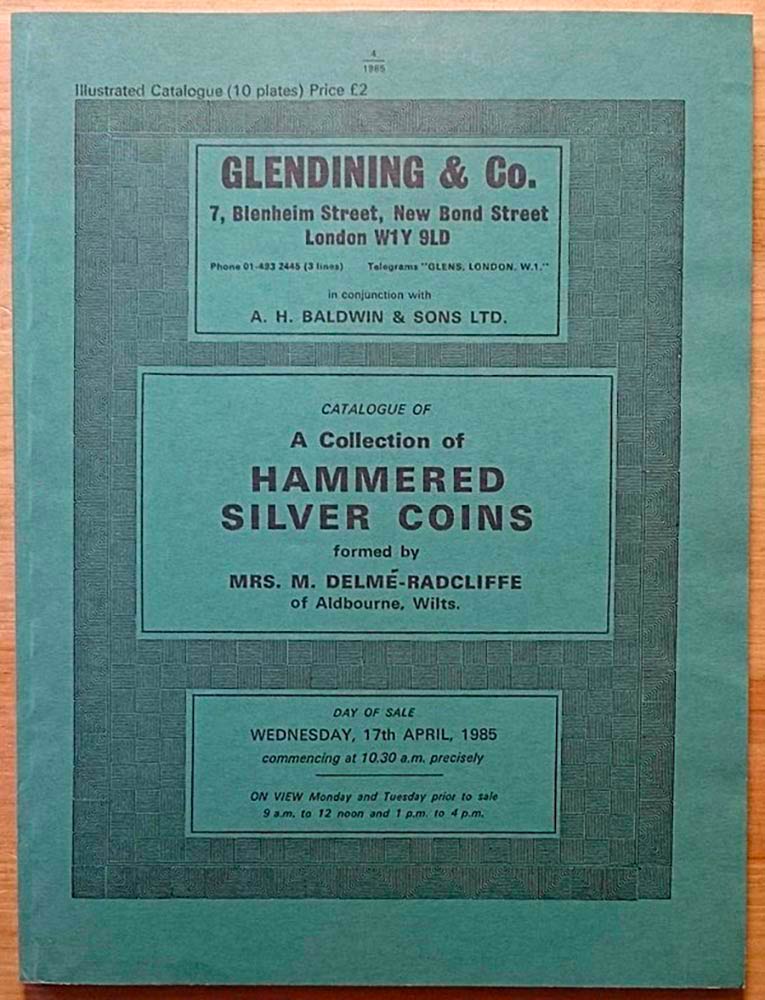 4
1985
Illustrated Catalogue (10 plates) Price £2
GLENDINING & Co.
7, Blenheim Street, New Bond Street
London W1Y 9LD
Phone 01-493 2445 (3 lines) Telegrams "GLENS, LONDON, W.1."
in conjunction with
A. H. BALDWIN & SONS LTD.
CATALOGUE OF
A Collection of
HAMMERED
SILVER COINS
formed by
MRS. M. DELMÉ-RADCLIFFE
of Aldbourne, Wilts.
DAY OF SALE
WEDNESDAY, 17th APRIL, 1985
commencing at 10.30 a.m. precisely
ON VIEW Monday and Tuesday prior to sale
9 a.m. to 12 noon and 1 p.m. to 4 p.m.